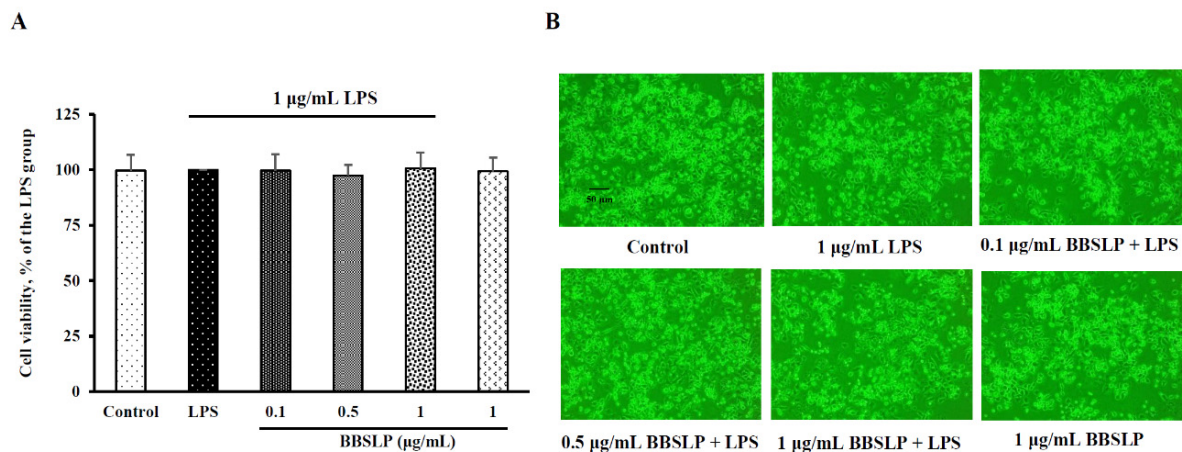 A
1 μg/mL LPS
125
100
75
50
25
0
Cell viability, % of the LPS group
Control LPS 0.1 0.5 1 1
BBSLP (μg/mL)
B
50 μm
Control
1 μg/mL LPS
0.1 μg/mL BBSLP + LPS
0.5 μg/mL BBSLP + LPS
1 μg/mL BBSLP + LPS
1 μg/mL BBSLP